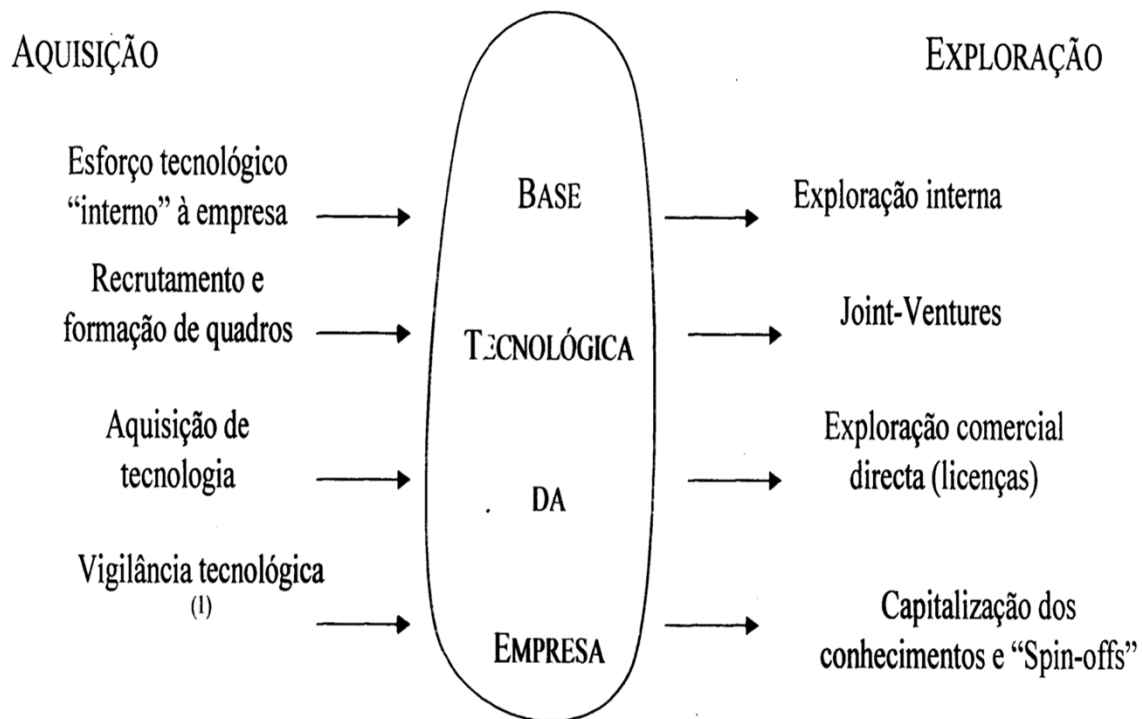 AQUISIÇÃO
EXPLORAÇÃO
Esforço tecnológico
“interno” à empresa
Recrutamento e
formação de quadros
Aquisição de
tecnologia
Vigilância tecnológica
(1)
BASE
TECNOLÓGICA
DA
EMPRESA
Exploração interna
Joint-Ventures
Exploração comercial
directa (licenças)
Capitalização dos
conhecimentos e “Spin-offs”